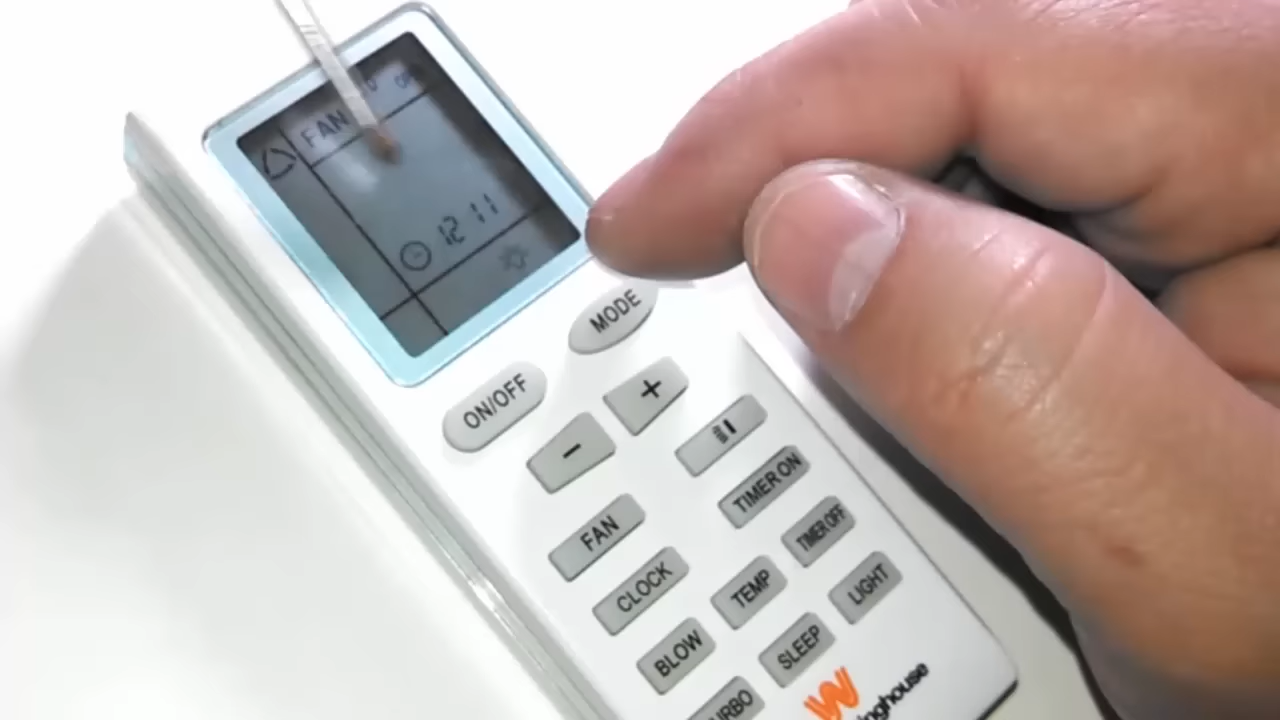 FAN
12 11
MODE
ON/OFF
+
-
TIMER ON
FAN
TIMER OFF
CLOCK
TEMP
LIGHT
BLOW
SLEEP